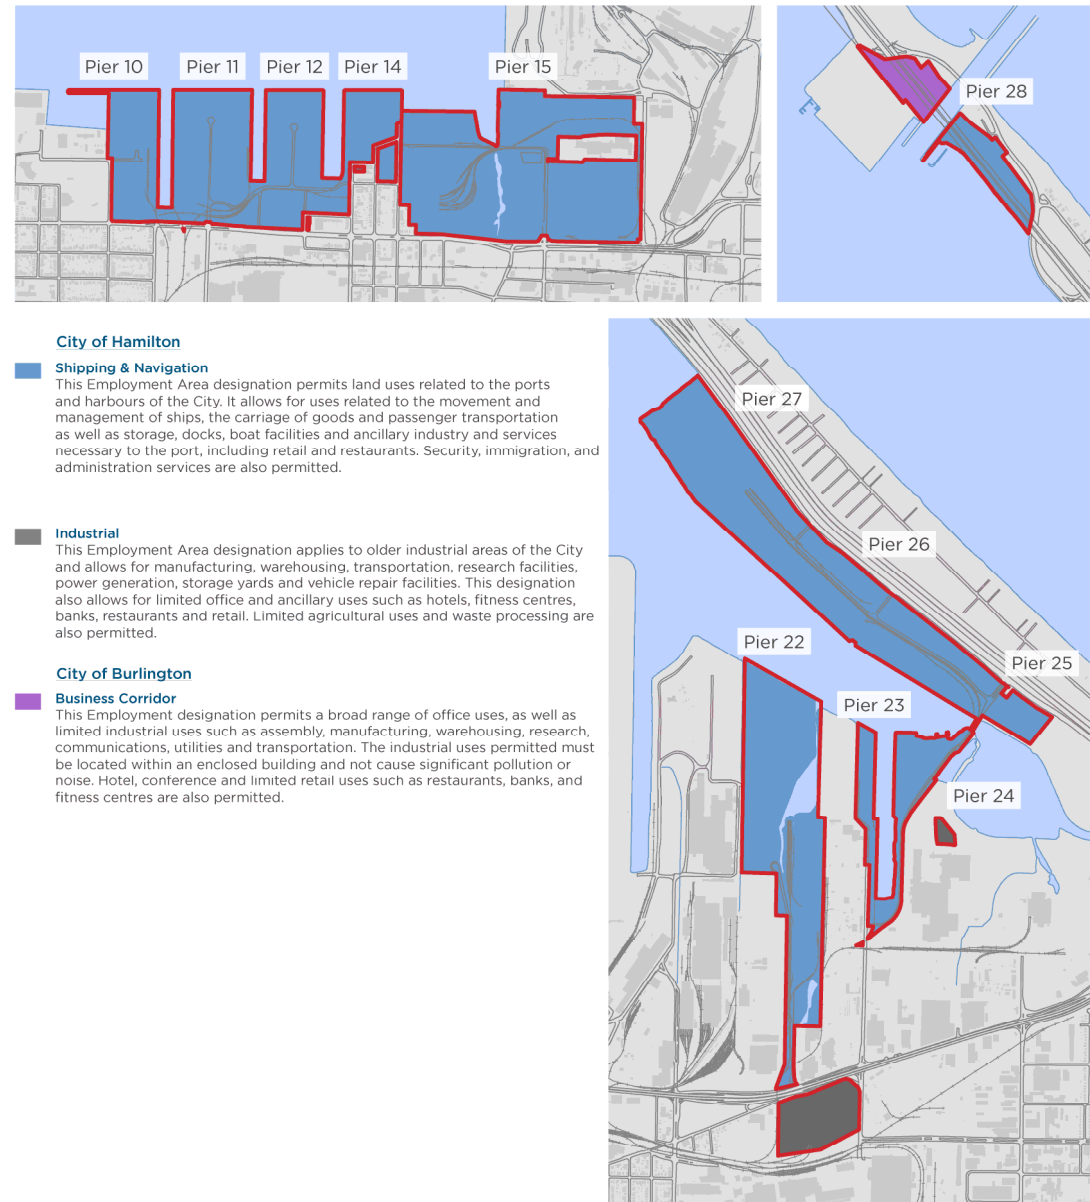 Pier 10
Pier 11
Pier 12
Pier 14
Pier 15
Pier 28
City of Hamilton
Shipping & Navigation
This Employment Area designation permits land uses related to the ports
and harbours of the City. It allows for uses related to the movement and
management of ships, the carriage of goods and passenger transportation
as well as storage, docks, boat facilities and ancillary industry and services
necessary to the port, including retail and restaurants. Security, immigration, and
administration services are also permitted.
Industrial
This Employment Area designation applies to older industrial areas of the City
and allows for manufacturing, warehousing, transportation, research facilities,
power generation, storage yards and vehicle repair facilities. This designation
also allows for limited office and ancillary uses such as hotels, fitness centres,
banks, restaurants and retail. Limited agricultural uses and waste processing are
also permitted.
City of Burlington
Business Corridor
This Employment designation permits a broad range of office uses, as well as
limited industrial uses such as assembly, manufacturing, warehousing, research,
communications, utilities and transportation. The industrial uses permitted must
be located within an enclosed building and not cause significant pollution or
noise. Hotel, conference and limited retail uses such as restaurants, banks, and
fitness centres are also permitted.
Pier 27
Pier 26
Pier 22
Pier 25
Pier 23
Pier 24